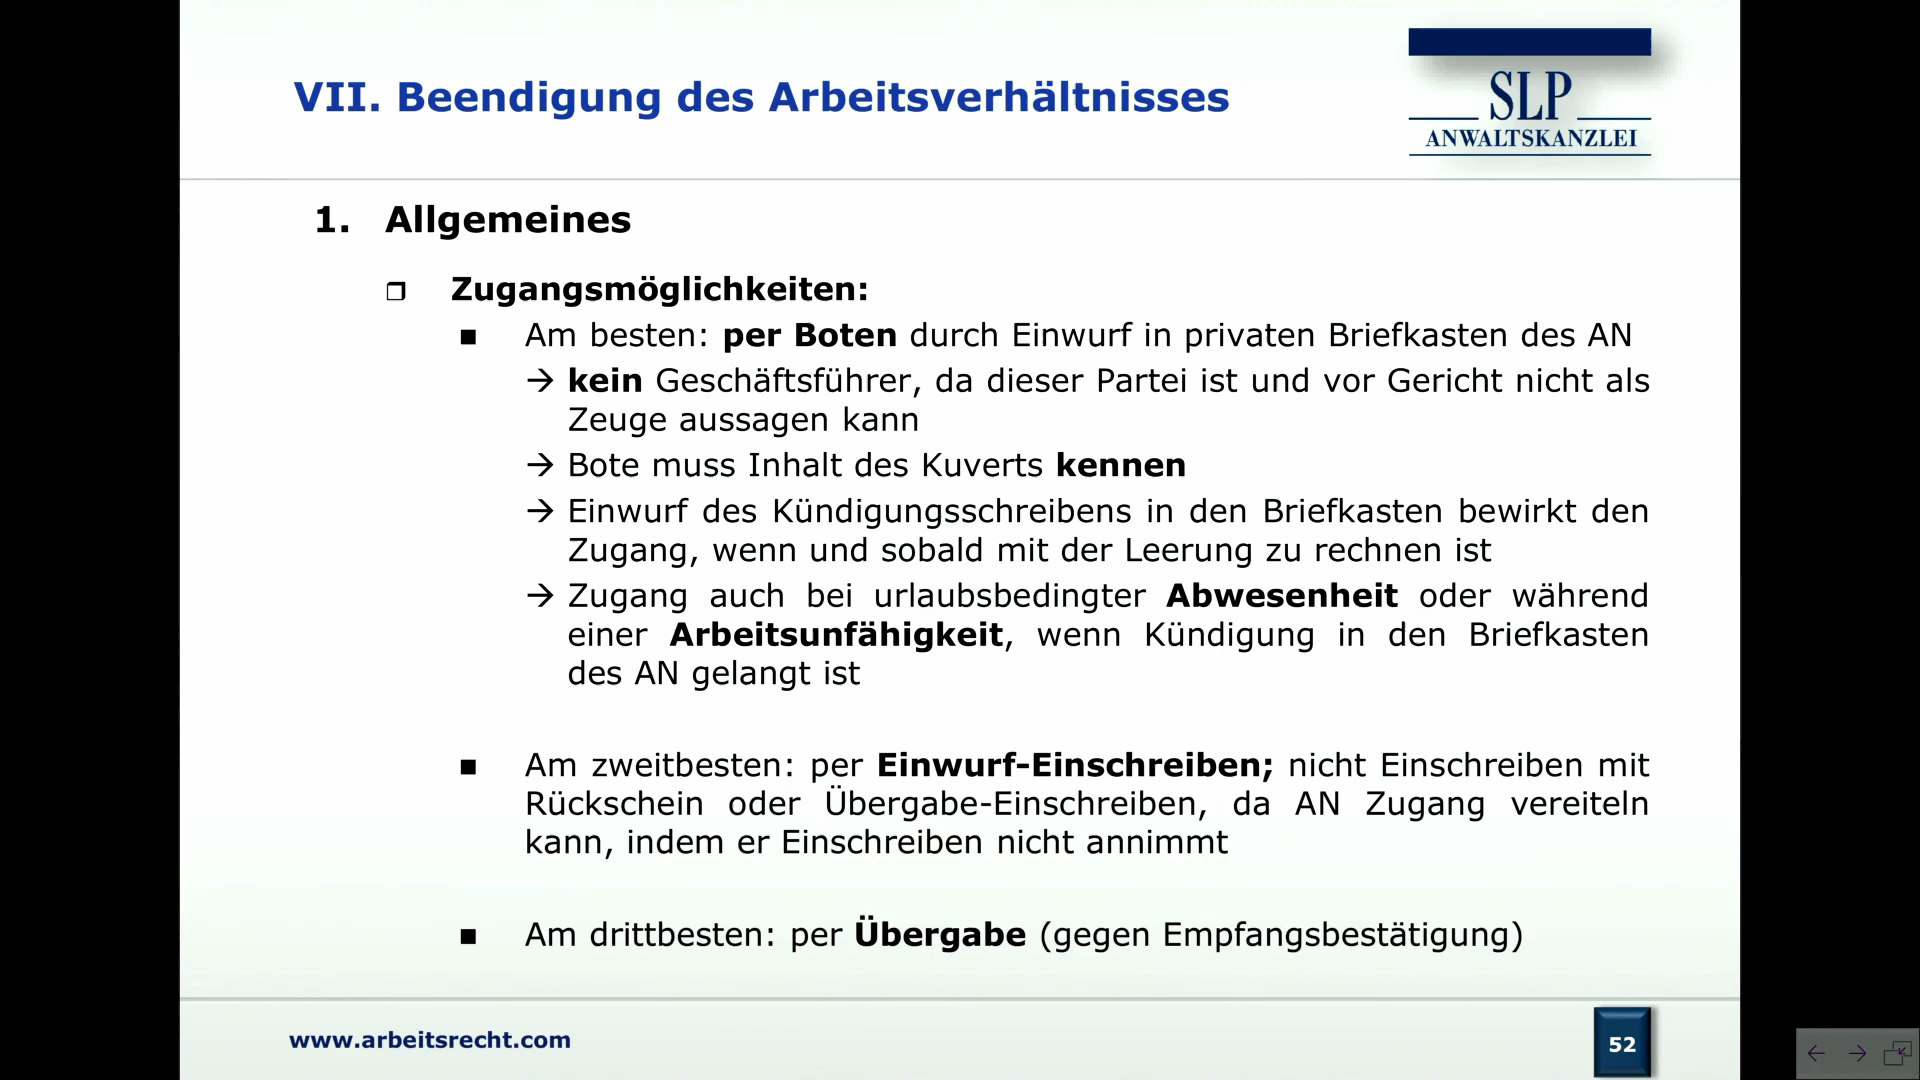 VII. Beendigung des Arbeitsverhältnisses
SLP
ANWALTSKANZLEI
1. Allgemeines
❐ Zugangsmöglichkeiten:
■ Am besten: per Boten durch Einwurf in privaten Briefkasten des AN
→ kein Geschäftsführer, da dieser Partei ist und vor Gericht nicht als
Zeuge aussagen kann
→ Bote muss Inhalt des Kuverts kennen
→ Einwurf des Kündigungsschreibens in den Briefkasten bewirkt den
Zugang, wenn und sobald mit der Leerung zu rechnen ist
→ Zugang auch bei urlaubsbedingter Abwesenheit oder während
einer Arbeitsunfähigkeit, wenn Kündigung in den Briefkasten
des AN gelangt ist
■ Am zweitbesten: per Einwurf-Einschreiben; nicht Einschreiben mit
Rückschein oder Übergabe-Einschreiben, da AN Zugang vereiteln
kann, indem er Einschreiben nicht annimmt
■ Am drittbesten: per Übergabe (gegen Empfangsbestätigung)
www.arbeitsrecht.com
52